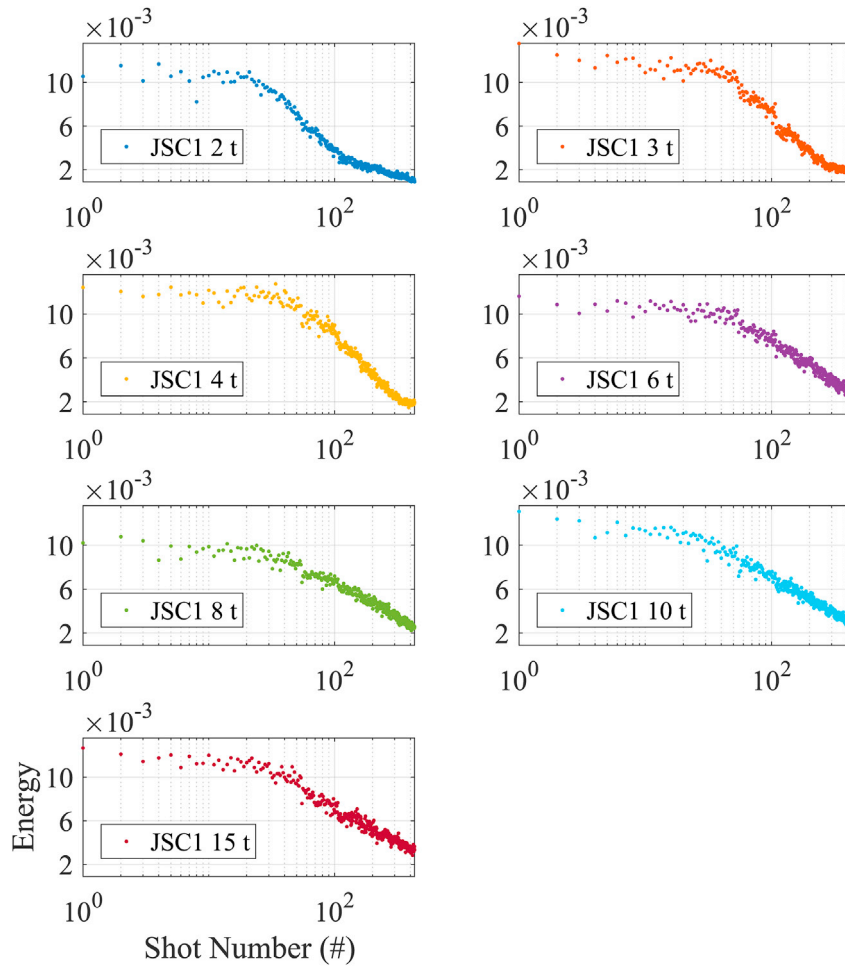 ×10⁻³ ×10⁻³
10 10
6 6
2 JSC1 2 t 2 JSC1 3 t
10⁰ 10² 10⁰ 10²
×10⁻³ ×10⁻³
10 10
6 6
2 JSC1 4 t 2 JSC1 6 t
10⁰ 10² 10⁰ 10²
×10⁻³ ×10⁻³
10 10
6 6
2 JSC1 8 t 2 JSC1 10 t
10⁰ 10² 10⁰ 10²
×10⁻³
10
6
2 JSC1 15 t
Energy
10⁰ 10²
Shot Number (#)